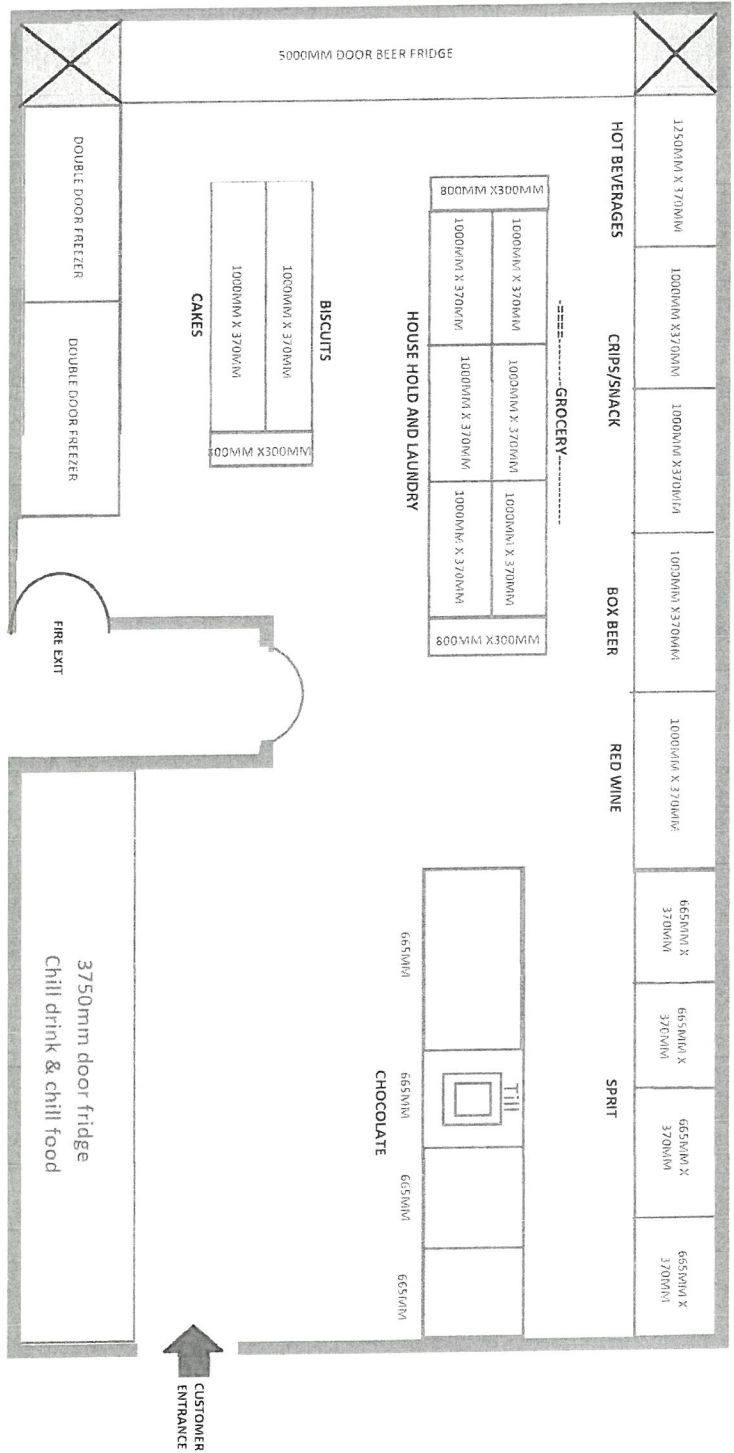 5000MM DOOR BEER FRIDGE
HOT BEVERAGES
1250MM X 370MM
1000MM X370MM
CRIPS/SNACK
1000MM X370MM
BOX BEER
1000MM X370MM
RED WINE
1000MM X 370MM
665MM X
370MM
665MM X
370MM
SPRIT
665MM X
370MM
665MM X
370MM
-====---------GROCERY-------------
800MM X300MM
1000MM X 370MM
1000MM X 370MM
1000MM X 370MM
1000MM X 370MM
1000MM X 370MM
1000MM X 370MM
800MM X300MM
HOUSE HOLD AND LAUNDRY
BISCUITS
1000MM X 370MM
1000MM X 370MM
X300MM
CAKES
DOUBLE DOOR FREEZER
DOUBLE DOOR FREEZER
FIRE EXIT
Till
665MM
665MM
665MM
665MM
CHOCOLATE
3750mm door fridge
Chill drink & chill food
CUSTOMER
ENTRANCE